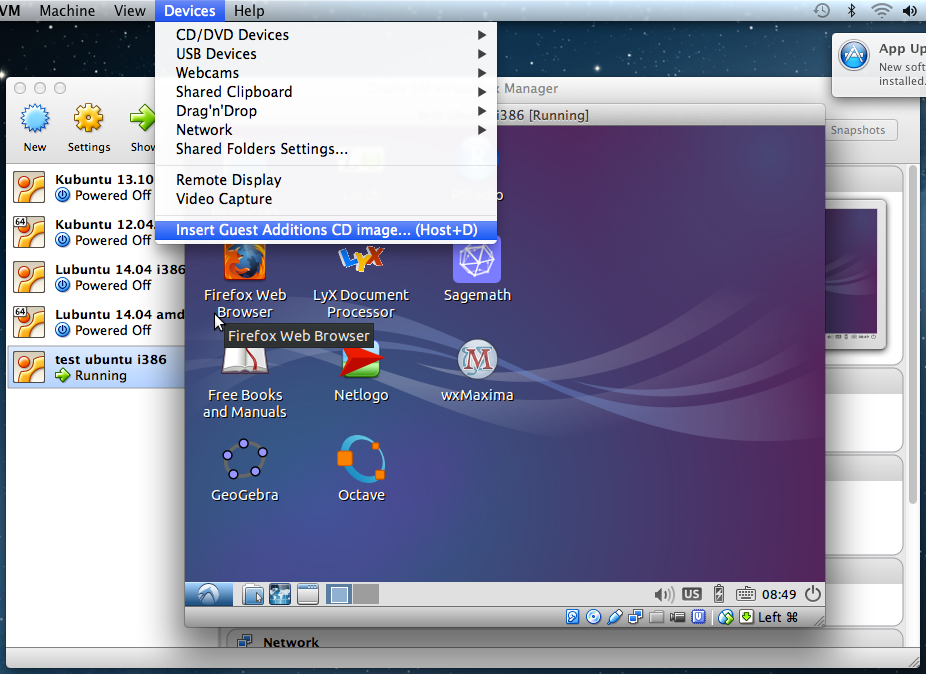 VM Machine View Devices Help
CD/DVD Devices
USB Devices
Webcams
Shared Clipboard
Drag'n'Drop
Network
Shared Folders Settings...
Remote Display
Video Capture
Insert Guest Additions CD image... (Host+D)
App Up
New soft
installed.
Manager
i386 [Running]
New
Settings
Show
Snapshots
Kubuntu 13.10
Powered Off
64
Kubuntu 12.04
Powered Off
Lubuntu 14.04 i386
Powered Off
64
Lubuntu 14.04 amd
Powered Off
test ubuntu i386
Running
Firefox Web
Browser
LyX Document
Processor
Sagemath
Firefox Web Browser
Free Books
and Manuals
Netlogo
wxMaxima
GeoGebra
Octave
US
08:49
Left ⌘
Network